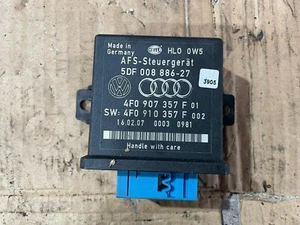 Made in Germany
HLO 0W5
AFS-Steuergerät
5DF 008 886-27
3905
4F0 907 357 F 01
SW: 4F0 910 357 F 002
16.02.07 0003 0981
Handle with care